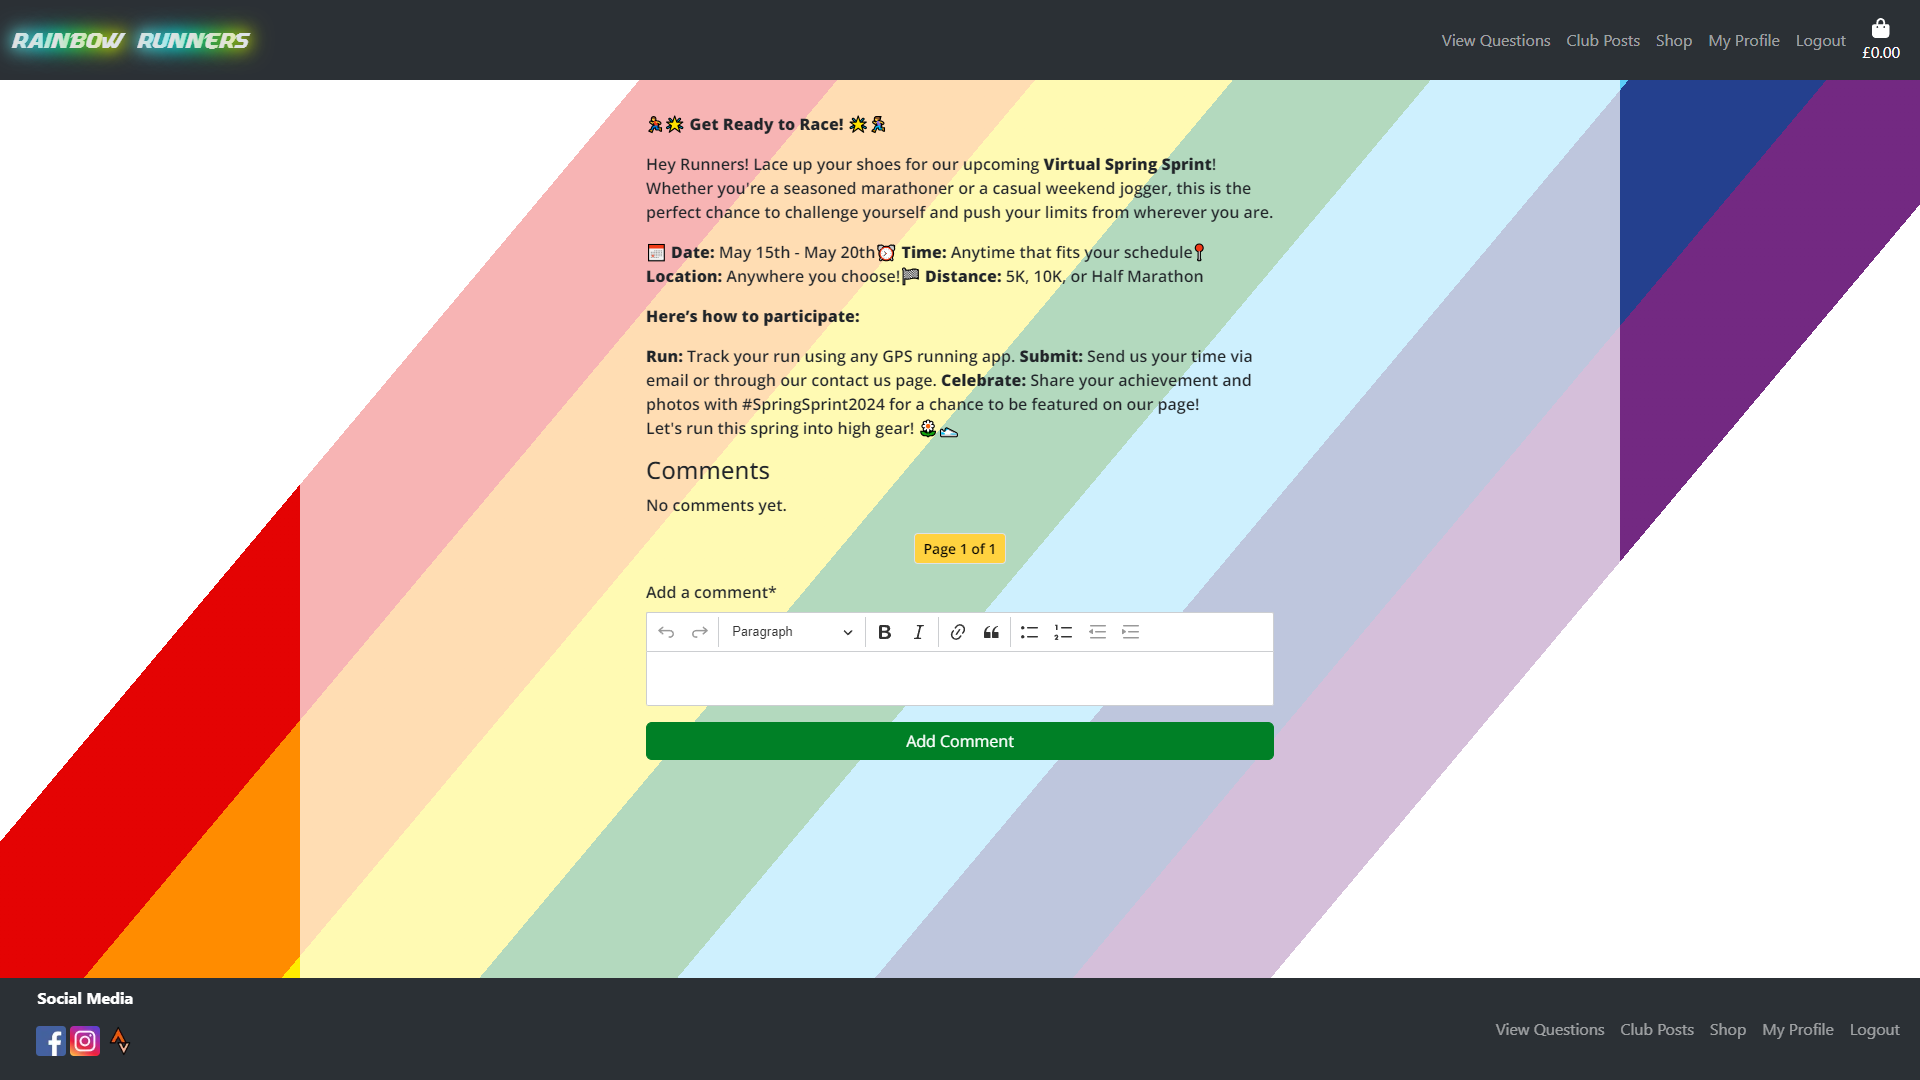 RAINBOW RUNNERS
View Questions Club Posts Shop My Profile Logout £0.00
🏃🌟 Get Ready to Race! 🌟🏃
Hey Runners! Lace up your shoes for our upcoming Virtual Spring Sprint!
Whether you're a seasoned marathoner or a casual weekend jogger, this is the
perfect chance to challenge yourself and push your limits from wherever you are.
📅 Date: May 15th - May 20th⏰ Time: Anytime that fits your schedule📍
Location: Anywhere you choose!🏁 Distance: 5K, 10K, or Half Marathon
Here’s how to participate:
Run: Track your run using any GPS running app. Submit: Send us your time via
email or through our contact us page. Celebrate: Share your achievement and
photos with #SpringSprint2024 for a chance to be featured on our page!
Let's run this spring into high gear! 🌼👟
Comments
No comments yet.
Page 1 of 1
Add a comment*
Paragraph B I
Add Comment
Social Media
View Questions Club Posts Shop My Profile Logout